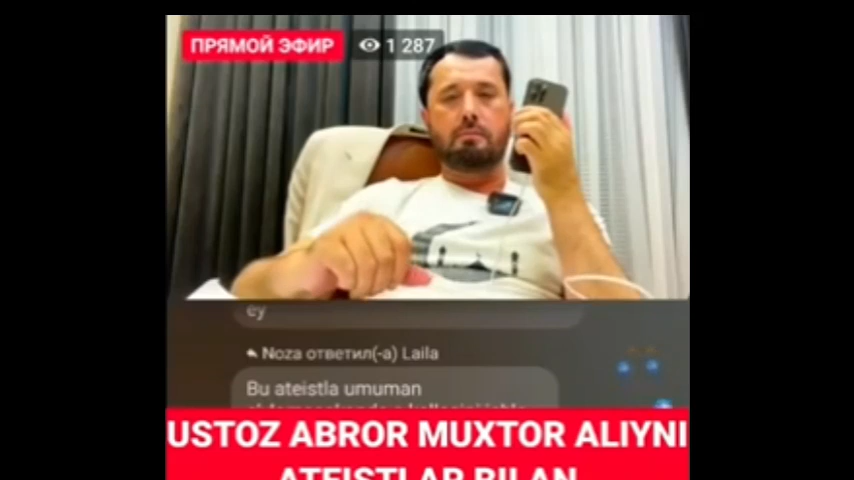 ПРЯМОЙ ЭФИР
1 287
ey
Noza ответил(-a) Laila
Bu ateistla umuman
USTOZ ABROR MUXTOR ALIYNI
ATEISTLAR BILAN